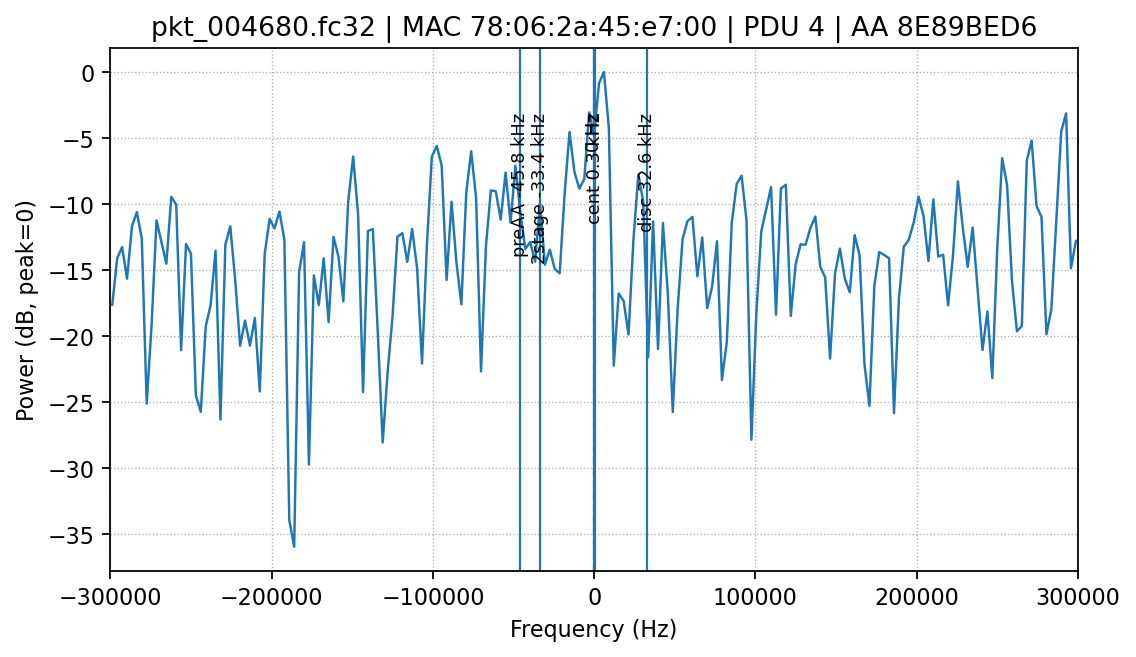 pkt_004680.fc32 | MAC 78:06:2a:45:e7:00 | PDU 4 | AA 8E89BED6
Power (dB, peak=0)
0
−5
−10
−15
−20
−25
−30
−35
preAA -45.8 kHz
2stage -33.4 kHz
cent 0.30kHz
disc 32.6 kHz
−300000
−200000
−100000
0
100000
200000
300000
Frequency (Hz)